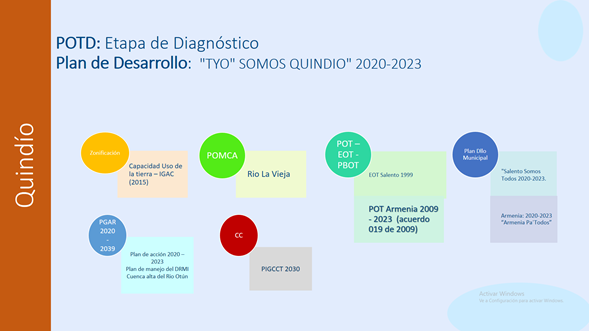 Quindío
POTD: Etapa de Diagnóstico
Plan de Desarrollo: "TYO" SOMOS QUINDIO" 2020-2023
Zonificación
Capacidad Uso de
la tierra – IGAC
(2015)
POMCA
Rio La Vieja
POT –
EOT -
PBOT
EOT Salento 1999
POT Armenia 2009
- 2023 (acuerdo
019 de 2009)
Plan Dllo
Municipal
"Salento Somos
Todos 2020-2023.
Armenia: 2020-2023
"Armenia Pa´Todos"
PGAR
2020
-
2039
Plan de acción 2020 –
2023
Plan de manejo del DRMI
Cuenca alta del Río Otún
CC
PIGCCT 2030
Activar Windows
Ve a Configuración para activar Windows.